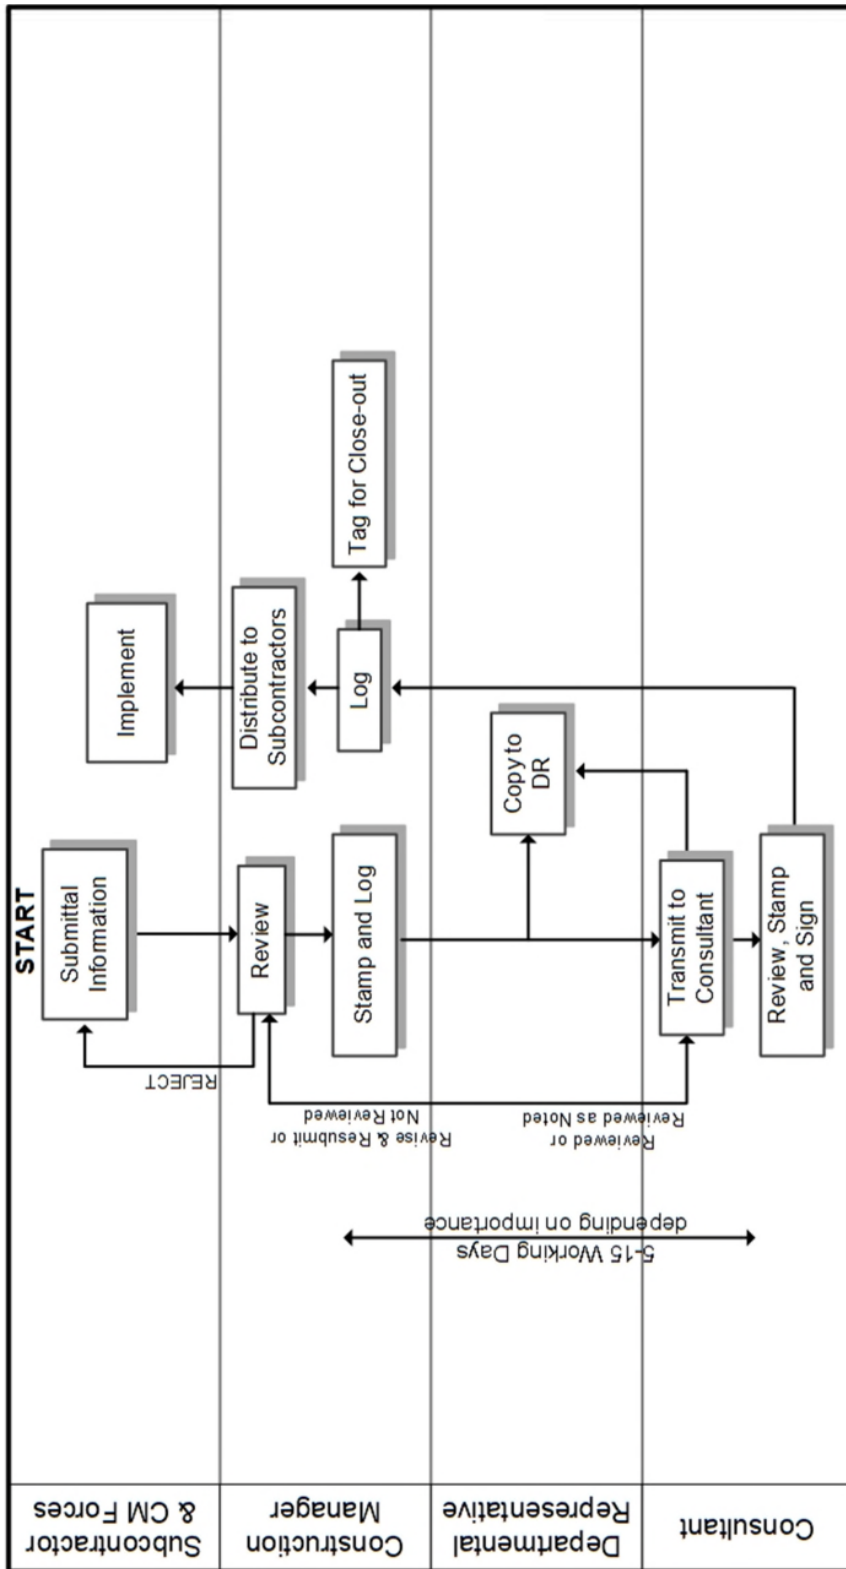 START
Submittal
Information
REJECT
Review
Revise & Resubmit or
Not Reviewed
Stamp and Log
Reviewed or
Reviewed as Noted
Transmit to
Consultant
Review, Stamp
and Sign
Copy to
DR
Log
Tag for Close-out
Distribute to
Subcontractors
Implement
5-15 Working Days
depending on importance
Subcontractor
& CM Forces
Construction
Manager
Departmental
Representative
Consultant